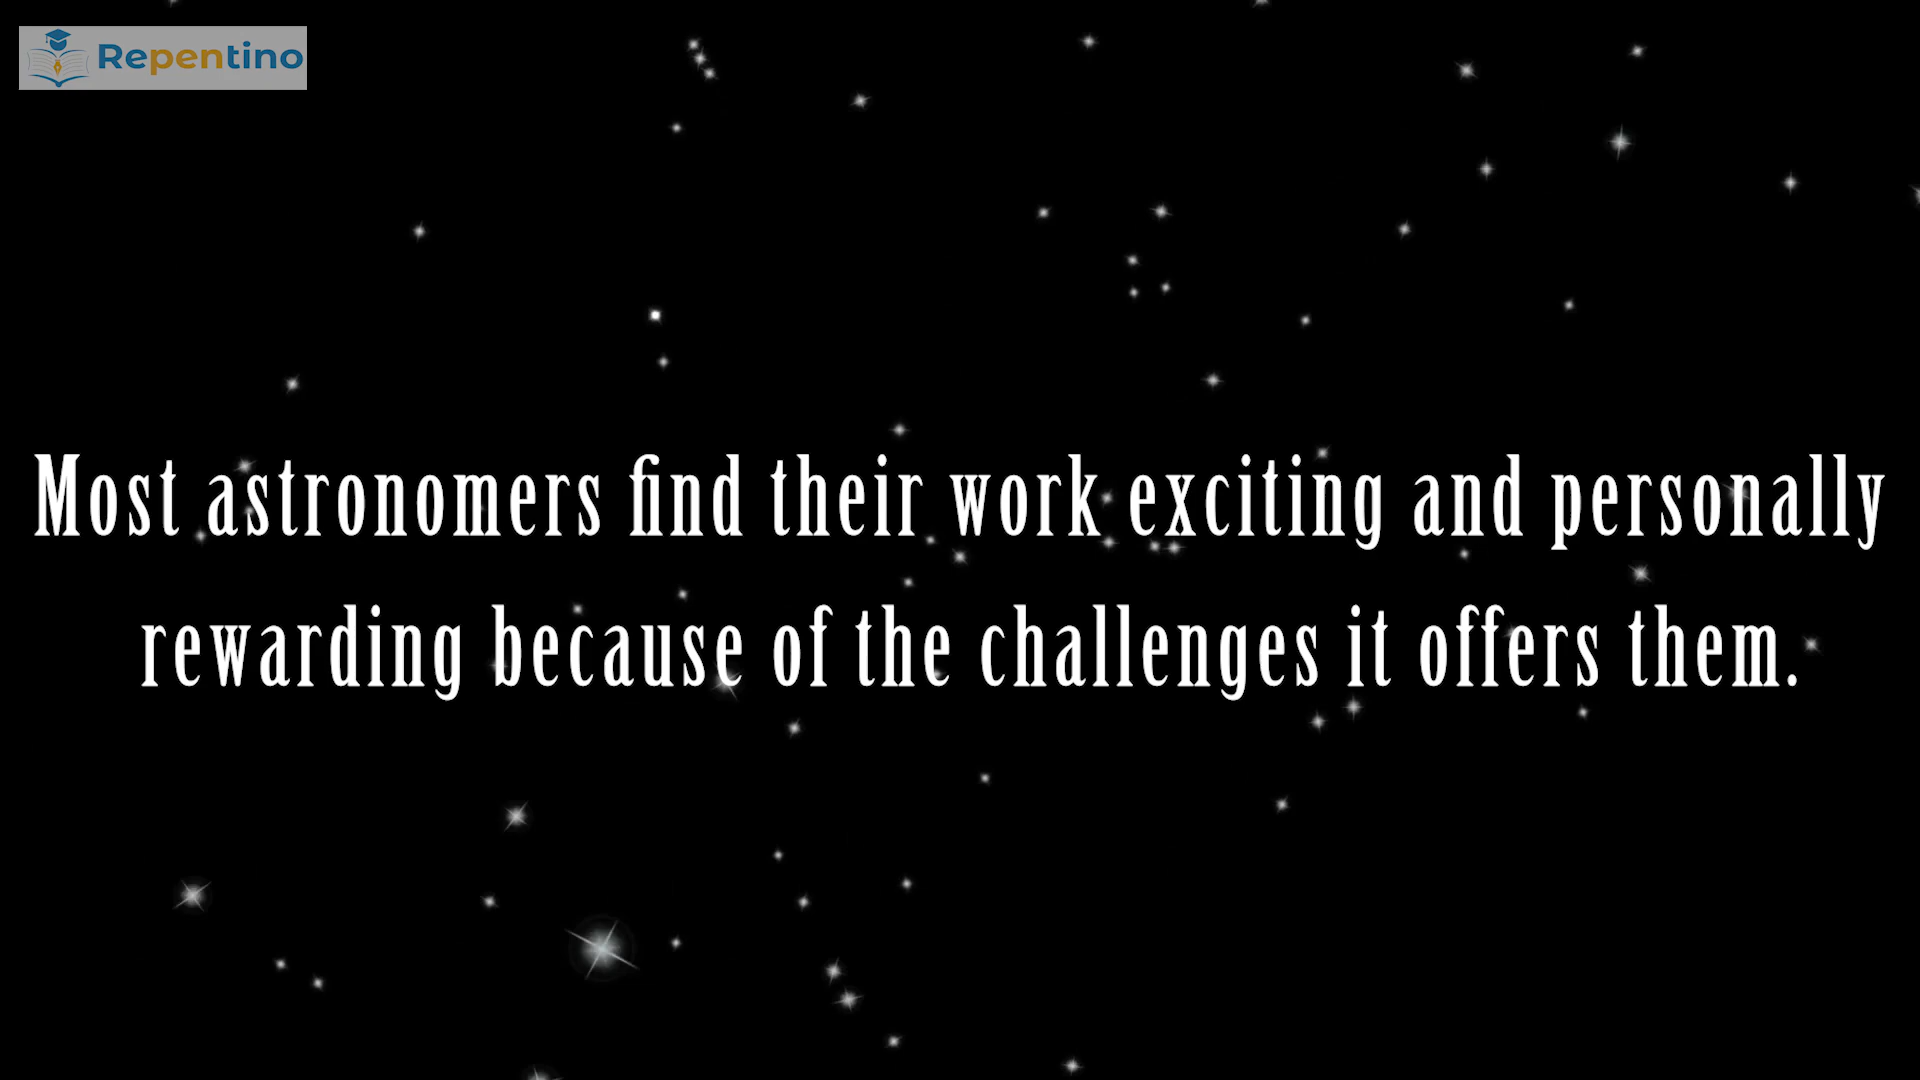 Repentino
Most astronomers find their work exciting and personally
rewarding because of the challenges it offers them.